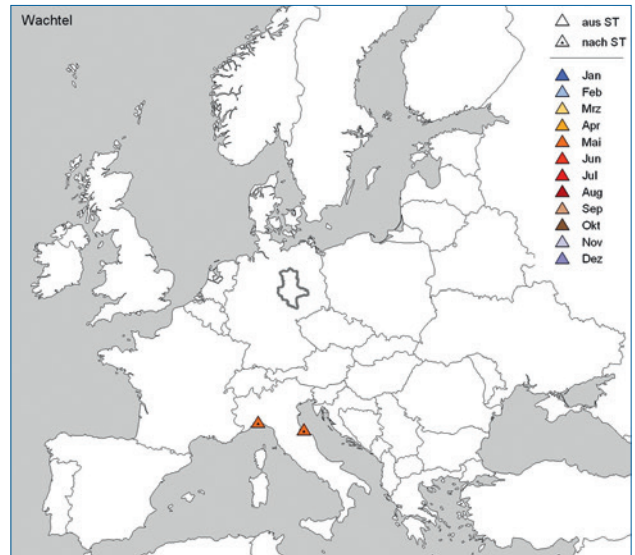 Wachtel
aus ST
nach ST
Jan
Feb
Mrz
Apr
Mai
Jun
Jul
Aug
Sep
Okt
Nov
Dez